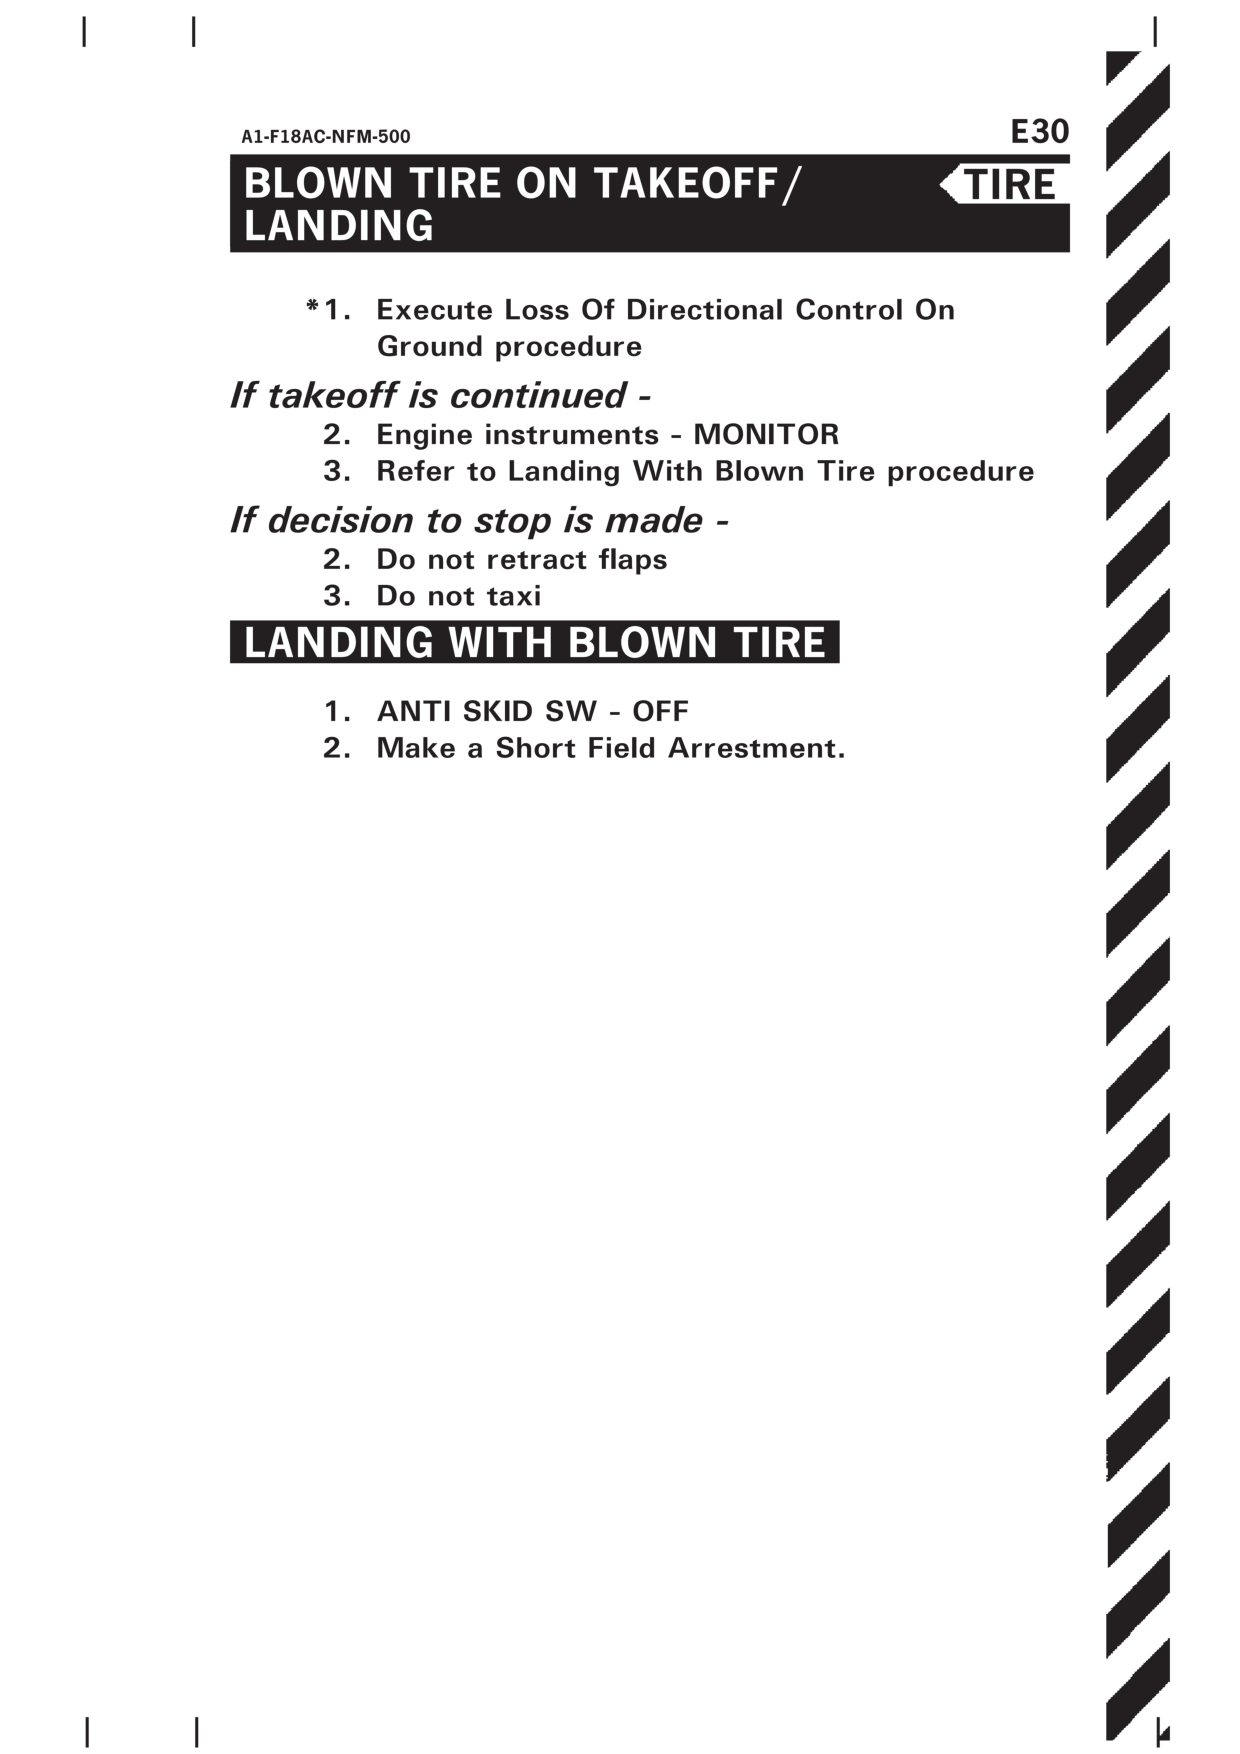 A1-F18AC-NFM-500
E30
BLOWN TIRE ON TAKEOFF/
LANDING
TIRE
*1. Execute Loss Of Directional Control On
Ground procedure
If takeoff is continued -
2. Engine instruments - MONITOR
3. Refer to Landing With Blown Tire procedure
If decision to stop is made -
2. Do not retract flaps
3. Do not taxi
LANDING WITH BLOWN TIRE
1. ANTI SKID SW - OFF
2. Make a Short Field Arrestment.